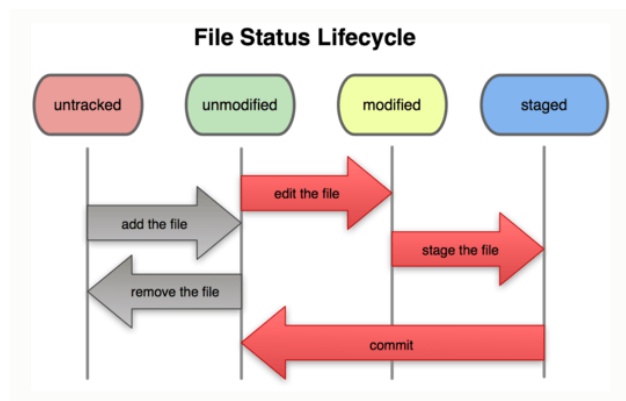 File Status Lifecycle
untracked
unmodified
modified
staged
edit the file
add the file
stage the file
remove the file
commit